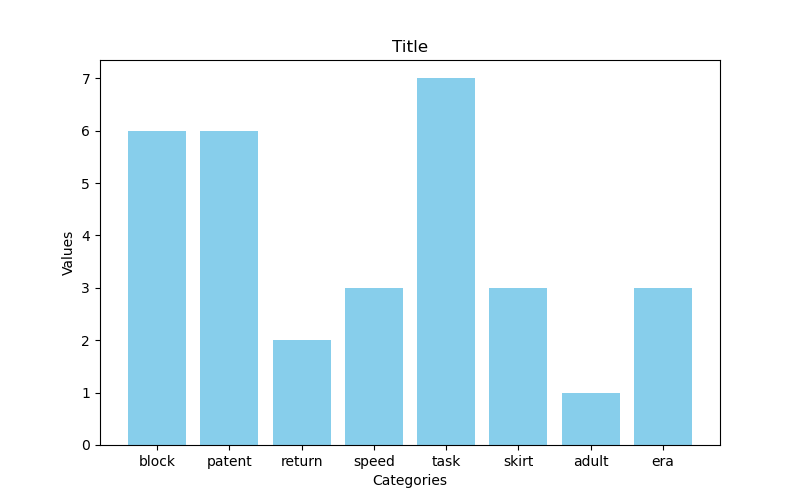 Title
7
6
5
4
3
2
1
0
Values
block patent return speed task skirt adult era
Categories